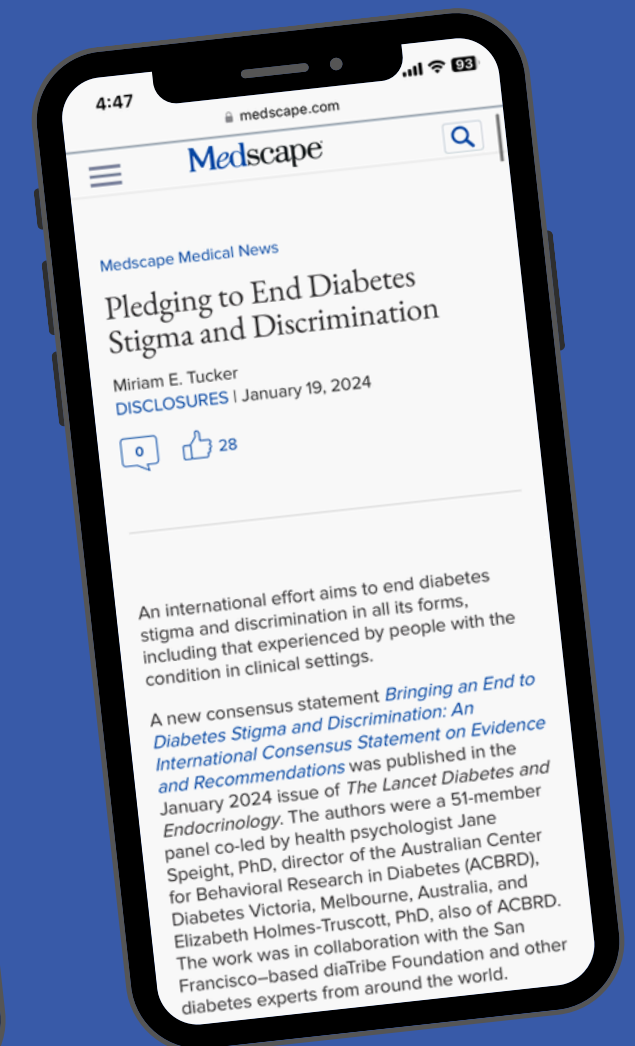 4:47
93
medscape.com
Medscape
Medscape Medical News
Pledging to End Diabetes
Stigma and Discrimination
Miriam E. Tucker
DISCLOSURES | January 19, 2024
0
28
An international effort aims to end diabetes
stigma and discrimination in all its forms,
including that experienced by people with the
condition in clinical settings.
A new consensus statement Bringing an End to
Diabetes Stigma and Discrimination: An
International Consensus Statement on Evidence
and Recommendations was published in the
January 2024 issue of The Lancet Diabetes and
Endocrinology. The authors were a 51-member
panel co-led by health psychologist Jane
Speight, PhD, director of the Australian Center
for Behavioral Research in Diabetes (ACBRD),
Diabetes Victoria, Melbourne, Australia, and
Elizabeth Holmes-Truscott, PhD, also of ACBRD.
The work was in collaboration with the San
Francisco–based diaTribe Foundation and other
diabetes experts from around the world.